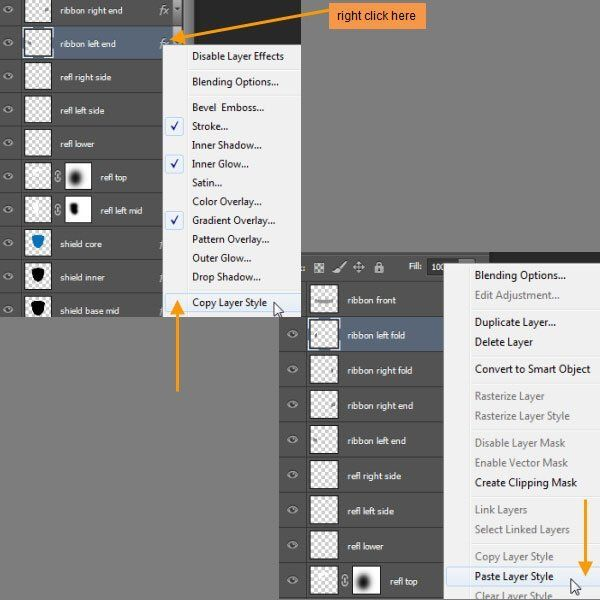 right click here
ribbon right end
fx
ribbon left end
fx
refl right side
refl left side
refl lower
refl top
refl left mid
shield core
shield inner
shield base mid
Disable Layer Effects
Blending Options...
Bevel Emboss...
Stroke...
Inner Shadow...
Inner Glow...
Satin...
Color Overlay...
Gradient Overlay...
Pattern Overlay...
Outer Glow...
Drop Shadow...
Copy Layer Style
Fill:
ribbon front
ribbon left fold
ribbon right fold
ribbon right end
ribbon left end
refl right side
refl left side
refl lower
refl top
Blending Options...
Edit Adjustment...
Duplicate Layer...
Delete Layer
Convert to Smart Object
Rasterize Layer
Rasterize Layer Style
Disable Layer Mask
Enable Vector Mask
Create Clipping Mask
Link Layers
Select Linked Layers
Copy Layer Style
Paste Layer Style
Clear Layer Style